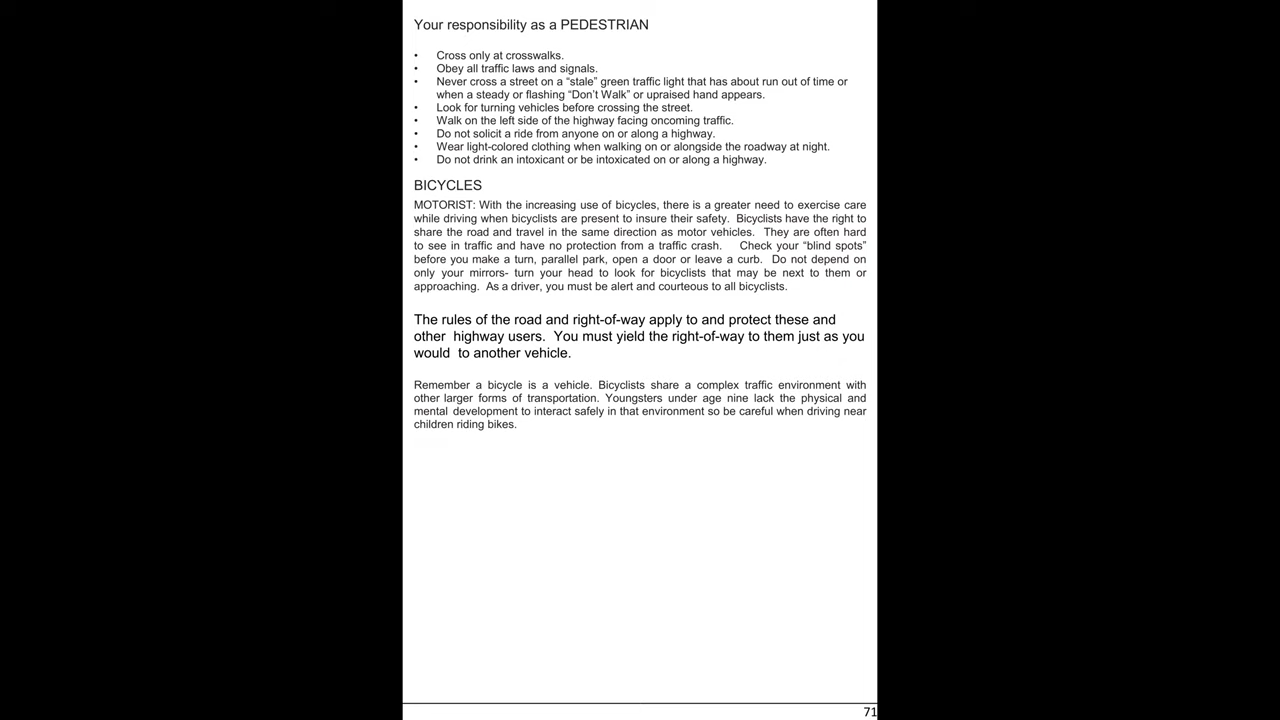 Your responsibility as a PEDESTRIAN
• Cross only at crosswalks.
• Obey all traffic laws and signals.
• Never cross a street on a “stale” green traffic light that has about run out of time or
when a steady or flashing “Don’t Walk” or upraised hand appears.
• Look for turning vehicles before crossing the street.
• Walk on the left side of the highway facing oncoming traffic.
• Do not solicit a ride from anyone on or along a highway.
• Wear light-colored clothing when walking on or alongside the roadway at night.
• Do not drink an intoxicant or be intoxicated on or along a highway.
BICYCLES
MOTORIST: With the increasing use of bicycles, there is a greater need to exercise care
while driving when bicyclists are present to insure their safety. Bicyclists have the right to
share the road and travel in the same direction as motor vehicles. They are often hard
to see in traffic and have no protection from a traffic crash. Check your “blind spots”
before you make a turn, parallel park, open a door or leave a curb. Do not depend on
only your mirrors- turn your head to look for bicyclists that may be next to them or
approaching. As a driver, you must be alert and courteous to all bicyclists.
The rules of the road and right-of-way apply to and protect these and
other highway users. You must yield the right-of-way to them just as you
would to another vehicle.
Remember a bicycle is a vehicle. Bicyclists share a complex traffic environment with
other larger forms of transportation. Youngsters under age nine lack the physical and
mental development to interact safely in that environment so be careful when driving near
children riding bikes.
71